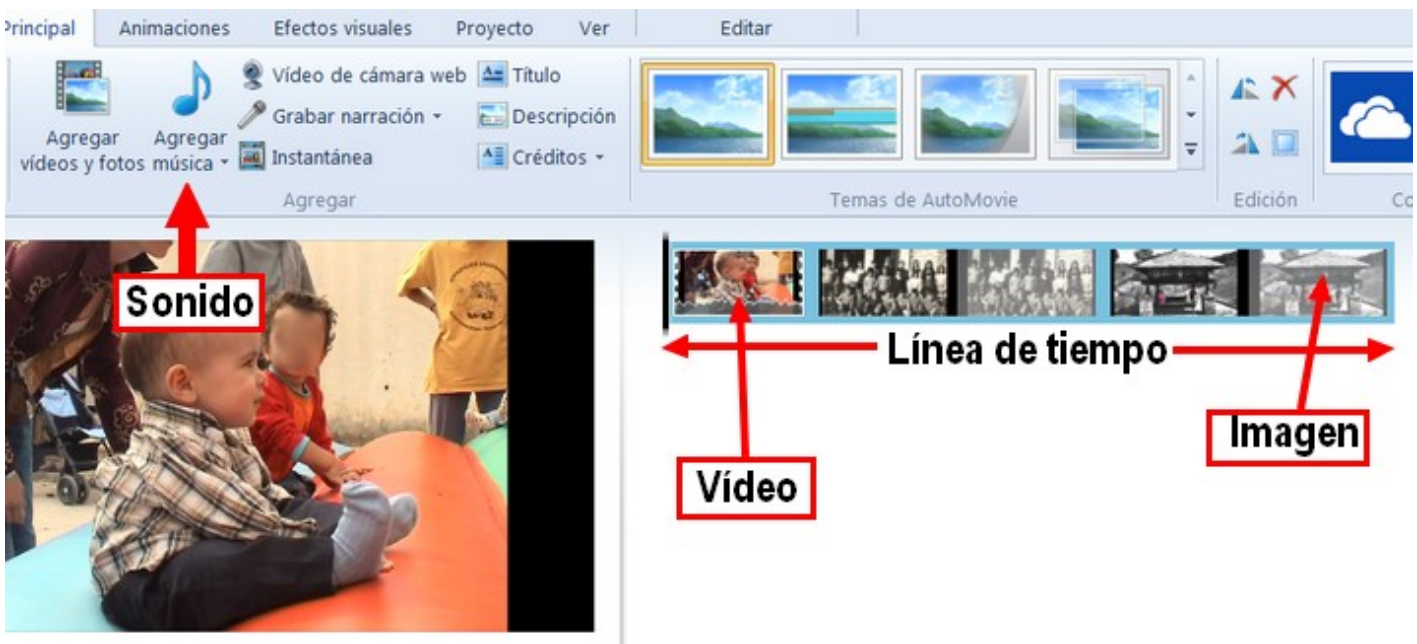 Principal Animaciones Efectos visuales Proyecto Ver Editar
Vídeo de cámara web
Título
Grabar narración
Descripción
Instantánea
Créditos
Agregar
vídeos y fotos
Agregar
música
Agregar
Temas de AutoMovie
Edición
Co
Sonido
Línea de tiempo
Imagen
Vídeo